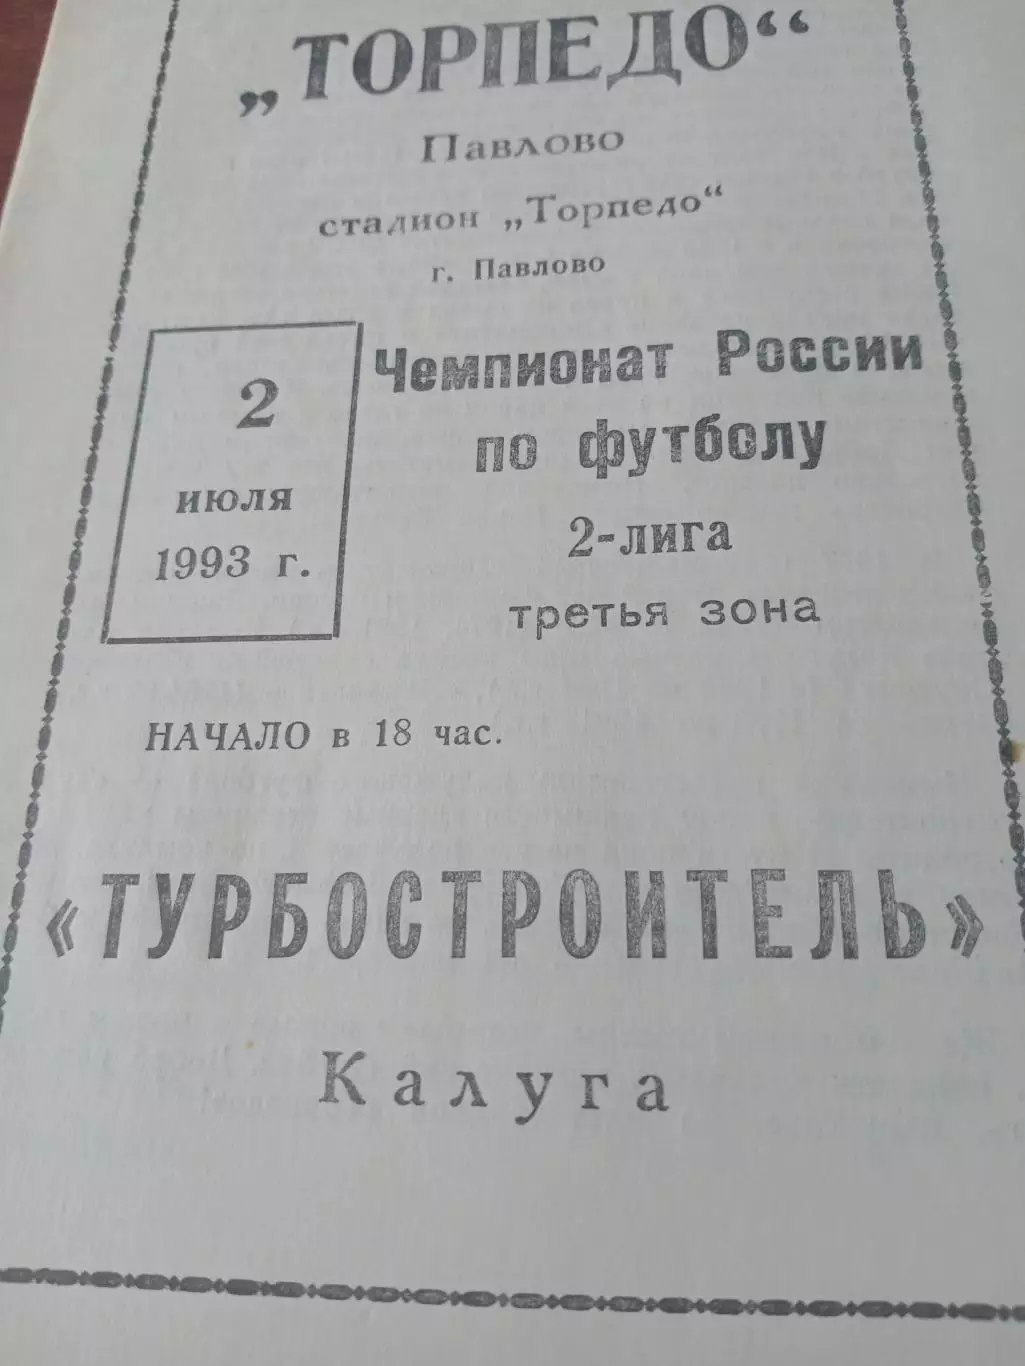 „ТОРПЕДО“
Павлово
стадион „Торпедо“
г. Павлово
2
июля
1993 г.
Чемпионат России
по футболу
2-лига
третья зона
НАЧАЛО в 18 час.
«ТУРБОСТРОИТЕЛЬ»
Калуга